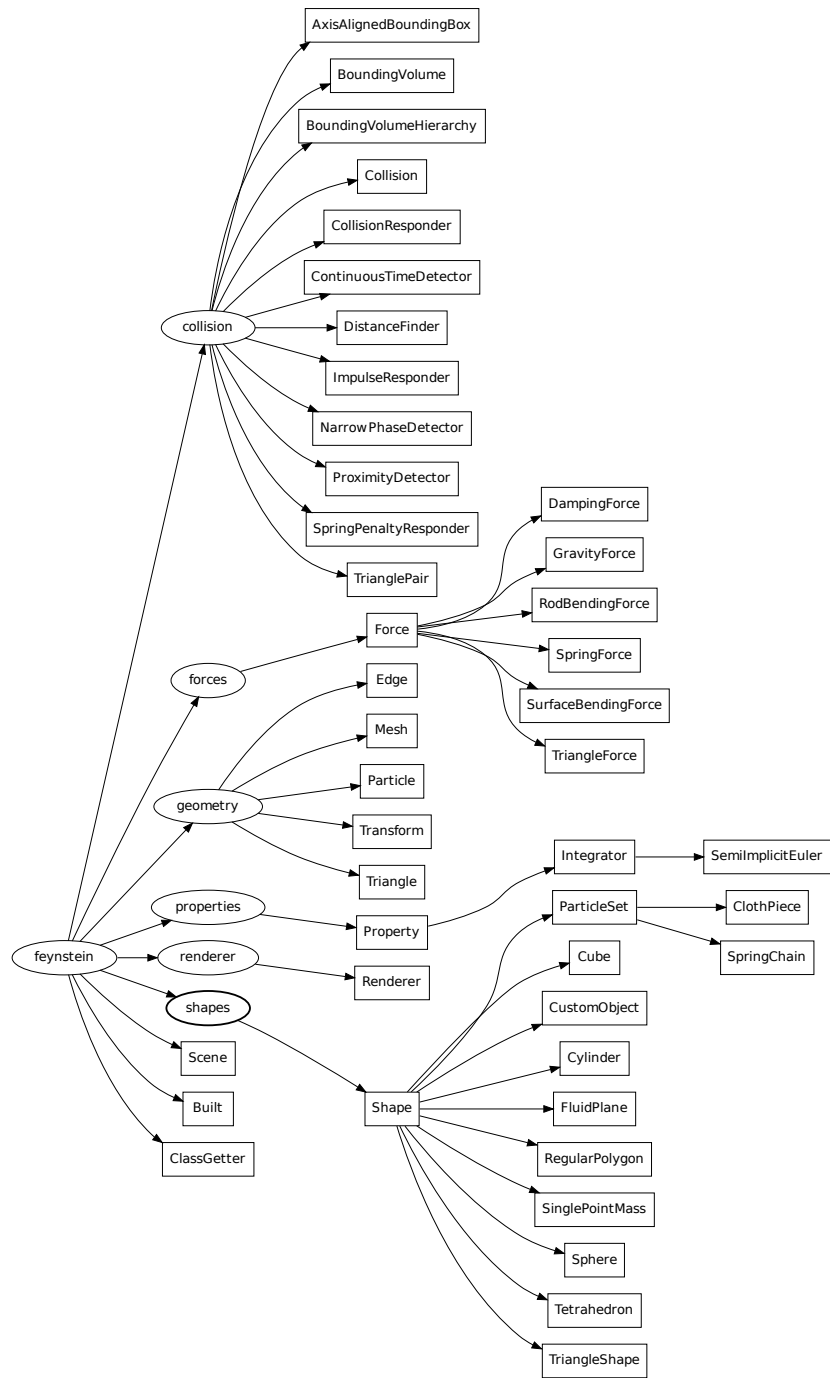 AxisAlignedBoundingBox
BoundingVolume
BoundingVolumeHierarchy
Collision
CollisionResponder
ContinuousTimeDetector
collision
DistanceFinder
ImpulseResponder
NarrowPhaseDetector
ProximityDetector
DampingForce
SpringPenaltyResponder
GravityForce
TrianglePair
RodBendingForce
Force
SpringForce
forces
Edge
SurfaceBendingForce
Mesh
TriangleForce
Particle
geometry
Transform
Integrator
SemiImplicitEuler
Triangle
properties
ParticleSet
ClothPiece
Property
feynstein
renderer
Cube
SpringChain
Renderer
shapes
CustomObject
Scene
Cylinder
Built
Shape
FluidPlane
ClassGetter
RegularPolygon
SinglePointMass
Sphere
Tetrahedron
TriangleShape